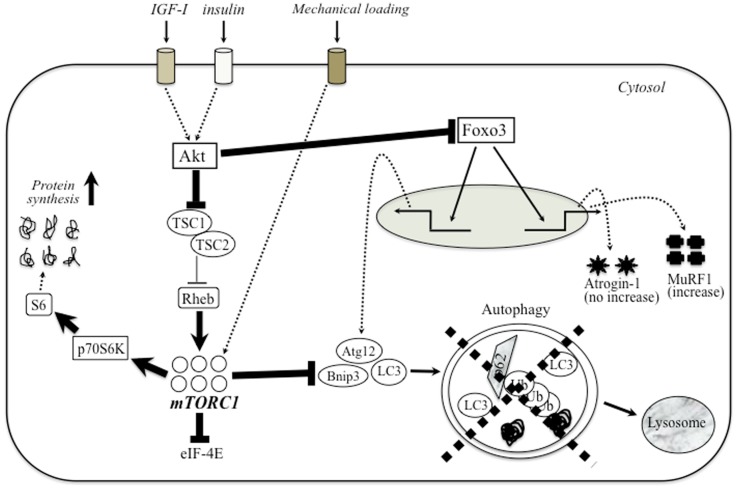 IGF-I
insulin
Mechanical loading
Cytosol
Foxo3
Akt
Protein
synthesis
TSC1
TSC2
Atrogin-1
(no increase)
MuRF1
(increase)
Rheb
S6
Autophagy
p70S6K
Atg12
Bnip3
LC3
p62
LC3
LC3
Ub
Ub
Ub
mTORC1
Lysosome
eIF-4E